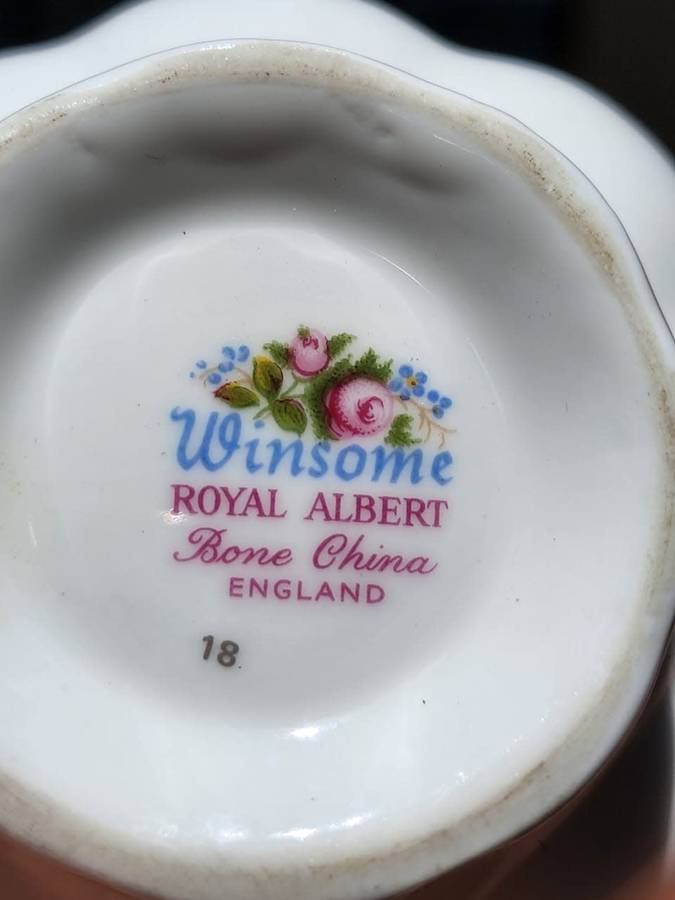 Winsome
ROYAL ALBERT
Bone China
ENGLAND
18